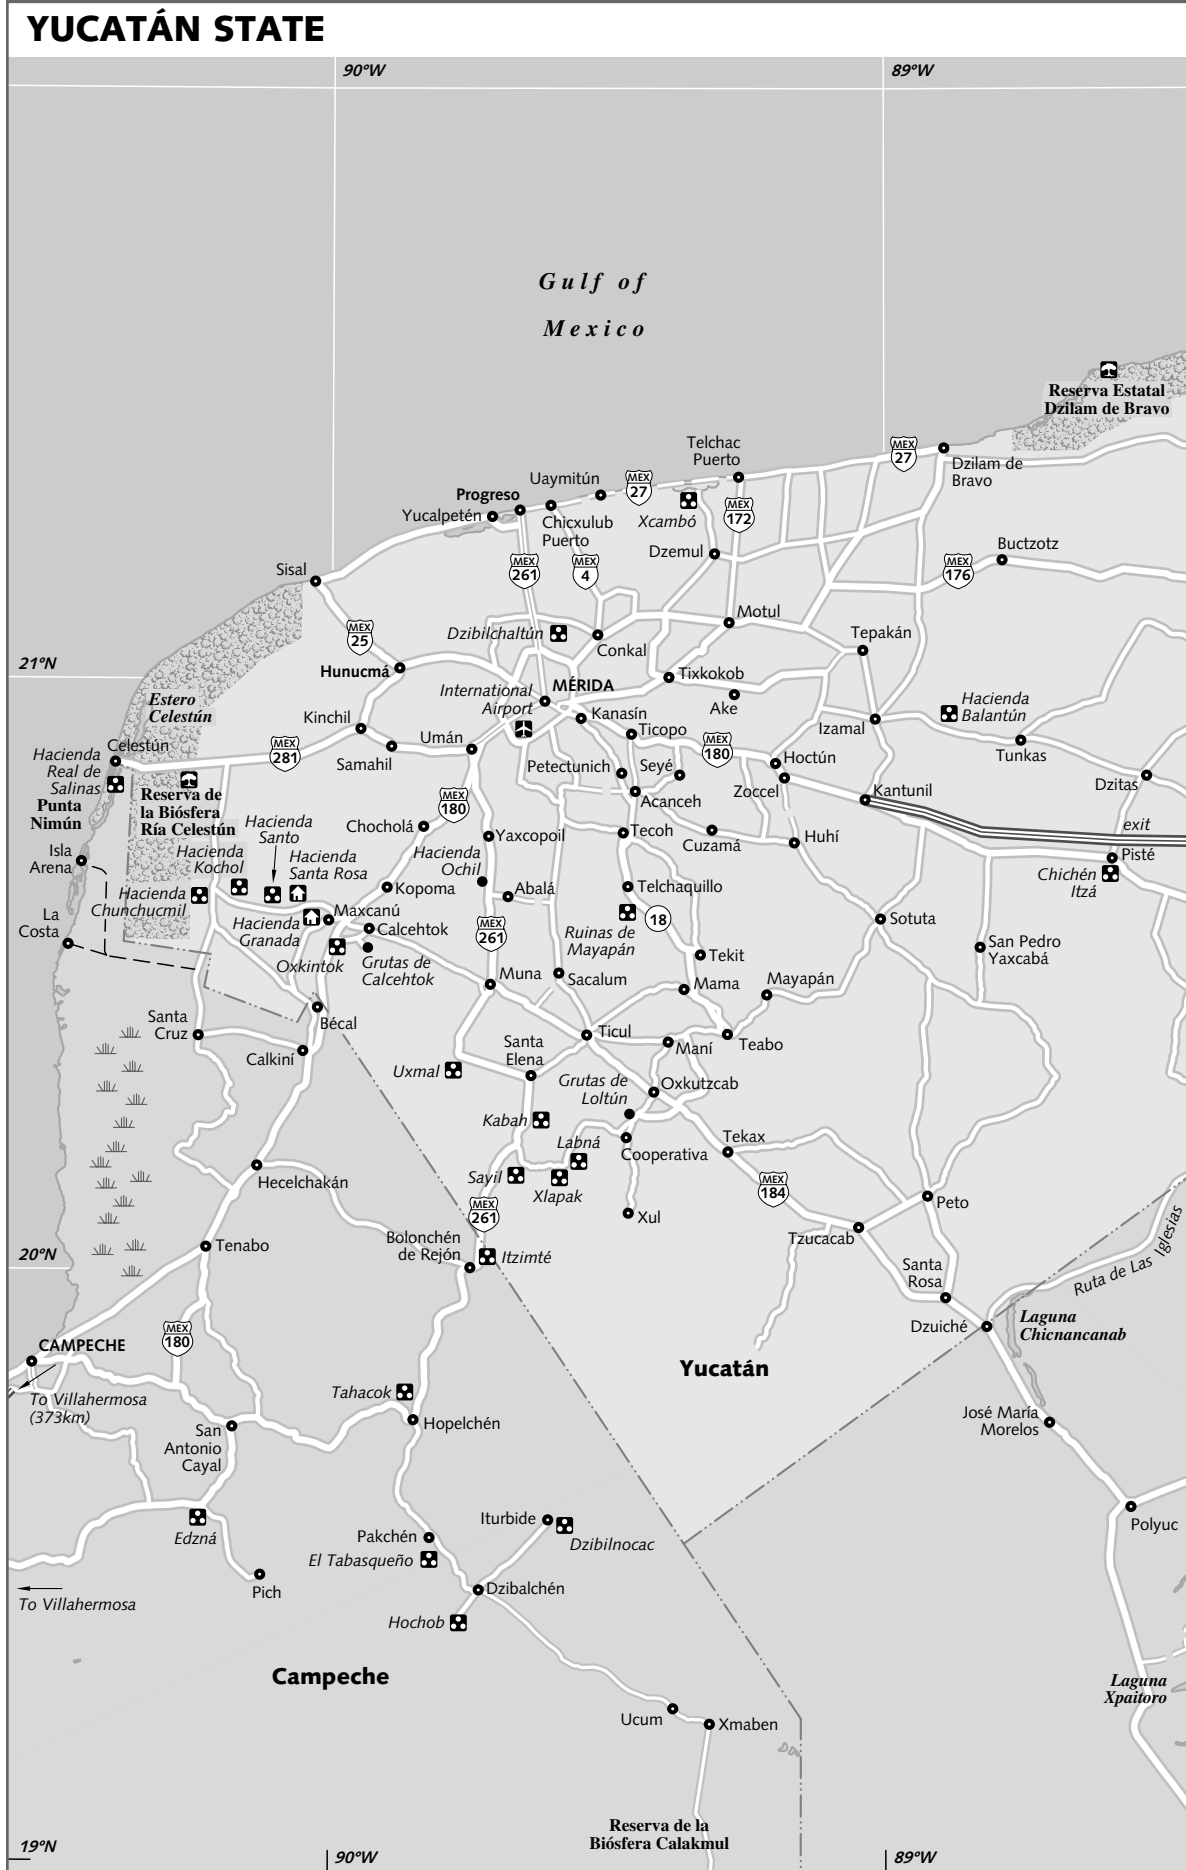 YUCATÁN STATE
90°W
89°W
Gulf of
Mexico
Reserva Estatal
Dzilam de Bravo
Telchac
Puerto
MEX
27
Dzilam de
Bravo
Uaymitún
MEX
27
Progreso
Yucalpetén
Chicxulub
Puerto
Xcambó
MEX
172
Dzemul
Buctzotz
MEX
261
MEX
4
MEX
176
Sisal
Motul
MEX
25
Dzibilchaltún
Conkal
Tepakán
21°N
Hunucmá
Tixkokob
MÉRIDA
International
Airport
Ake
Hacienda
Balantún
Estero
Celestún
Kinchil
Kanasín
Ticopo
Izamal
Umán
Tunkas
Celestún
MEX
281
Samahil
MEX
180
Hoctún
Hacienda
Real de
Salinas
Petectunich
Seyé
Zoccel
Dzitas
Kantunil
Acanceh
Reserva de
la Biósfera
Ría Celestún
Punta
Nimún
MEX
180
Hacienda
Santo
Chocholá
Yaxcopoil
Tecoh
Cuzamá
Huhí
exit
Pisté
Isla
Arena
Hacienda
Kochol
Hacienda
Santa Rosa
Hacienda
Ochil
Chichén
Itzá
Hacienda
Chunchucmil
Kopoma
Abalá
Telchaquillo
La
Costa
Maxcanú
Hacienda
Granada
Calcehtok
MEX
261
Ruinas de
Mayapán
18
Sotuta
San Pedro
Yaxcabá
Oxkintok
Grutas de
Calcehtok
Tekit
Muna
Sacalum
Mama
Mayapán
Santa
Cruz
Bécal
Ticul
Teabo
Calkiní
Santa
Elena
Maní
Uxmal
Grutas de
Loltún
Oxkutzcab
Kabah
Labná
Tekax
Cooperativa
Hecelchakán
Sayil
Xlapak
MEX
184
Peto
MEX
261
Xul
Tzucacab
Bolonchén
de Rejón
Itzimté
20°N
Tenabo
Santa
Rosa
Ruta de Las Iglesias
Dzuiché
Laguna
Chicnancanab
MEX
180
CAMPECHE
Yucatán
To Villahermosa
(373km)
Tahacok
Hopelchén
José María
Morelos
San
Antonio
Cayal
Iturbide
Polyuc
Edzná
Pakchén
Dzibilnocac
El Tabasqueño
Pich
Dzibalchén
To Villahermosa
Hochob
Campeche
Laguna
Xpaitoro
Ucum
Xmaben
Reserva de la
Biósfera Calakmul
19°N
90°W
89°W